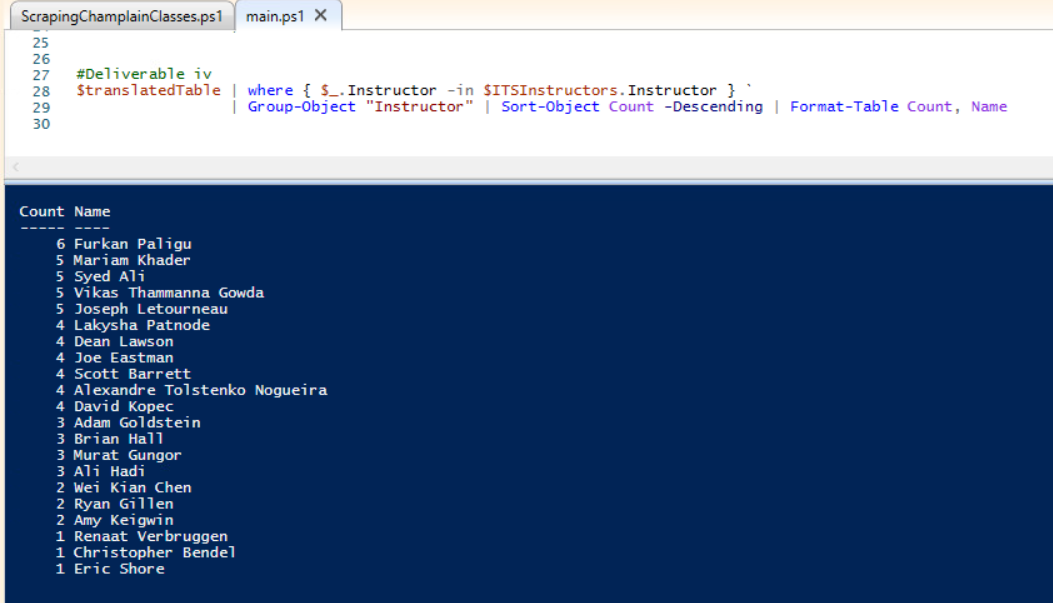 ScrapingChamplainClasses.ps1 main.ps1 X
25
26
27 #Deliverable iv
28 $translatedTable | where { $_.Instructor -in $ITSInstructors.Instructor } `
29 | Group-Object "Instructor" | Sort-Object Count -Descending | Format-Table Count, Name
30
Count Name
----- ----
6 Furkan Paligu
5 Mariam Khader
5 Syed Ali
5 Vikas Thammanna Gowda
5 Joseph Letourneau
4 Lakysha Patnode
4 Dean Lawson
4 Joe Eastman
4 Scott Barrett
4 Alexandre Tolstenko Nogueira
4 David Kopec
3 Adam Goldstein
3 Brian Hall
3 Murat Gungor
3 Ali Hadi
2 Wei Kian Chen
2 Ryan Gillen
2 Amy Keigwin
1 Renaat Verbruggen
1 Christopher Bendel
1 Eric Shore